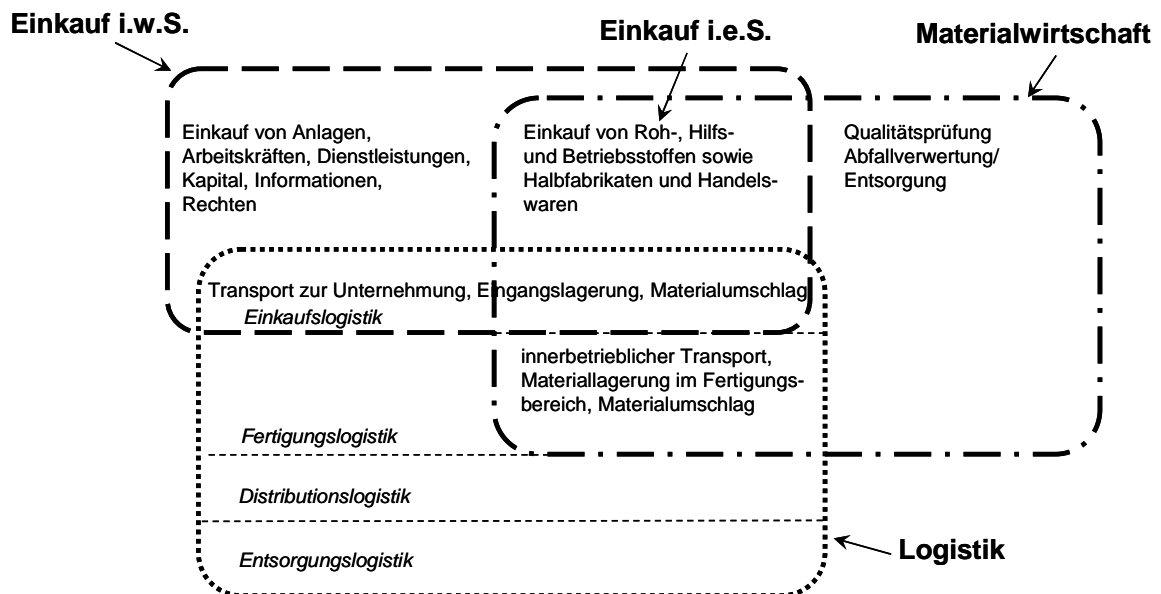 Einkauf i.w.S.
Einkauf i.e.S.
Materialwirtschaft
Einkauf von Anlagen,
Arbeitskräften, Dienstleistungen,
Kapital, Informationen,
Rechten
Einkauf von Roh-, Hilfs-
und Betriebsstoffen sowie
Halbfabrikaten und Handels-
waren
Qualitätsprüfung
Abfallverwertung/
Entsorgung
Transport zur Unternehmung, Eingangslagerung, Materialumschlag
Einkaufslogistik
innerbetrieblicher Transport,
Materiallagerung im Fertigungs-
bereich, Materialumschlag
Fertigungslogistik
Distributionslogistik
Entsorgungslogistik
Logistik